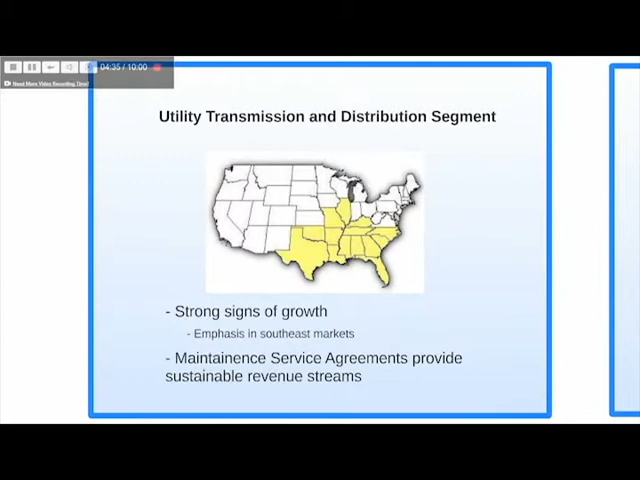 04:35 / 10:00
Need More Video Recording Time?
Utility Transmission and Distribution Segment
- Strong signs of growth
- Emphasis in southeast markets
- Maintainence Service Agreements provide
sustainable revenue streams